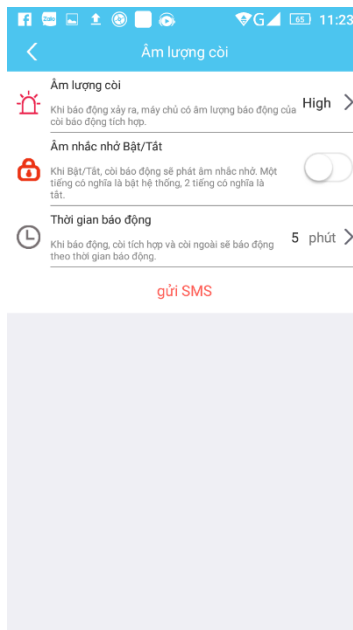 Zalo G 65 11:23
Âm lượng còi
Âm lượng còi
Khi báo động xảy ra, máy chủ có âm lượng báo động của
còi báo động tích hợp.
High
Âm nhắc nhở Bật/Tắt
Khi Bật/Tắt, còi báo động sẽ phát âm nhắc nhở. Một
tiếng có nghĩa là bật hệ thống, 2 tiếng có nghĩa là
tắt.
Thời gian báo động
Khi báo động, còi tích hợp và còi ngoài sẽ báo động
theo thời gian báo động.
5 phút
gửi SMS